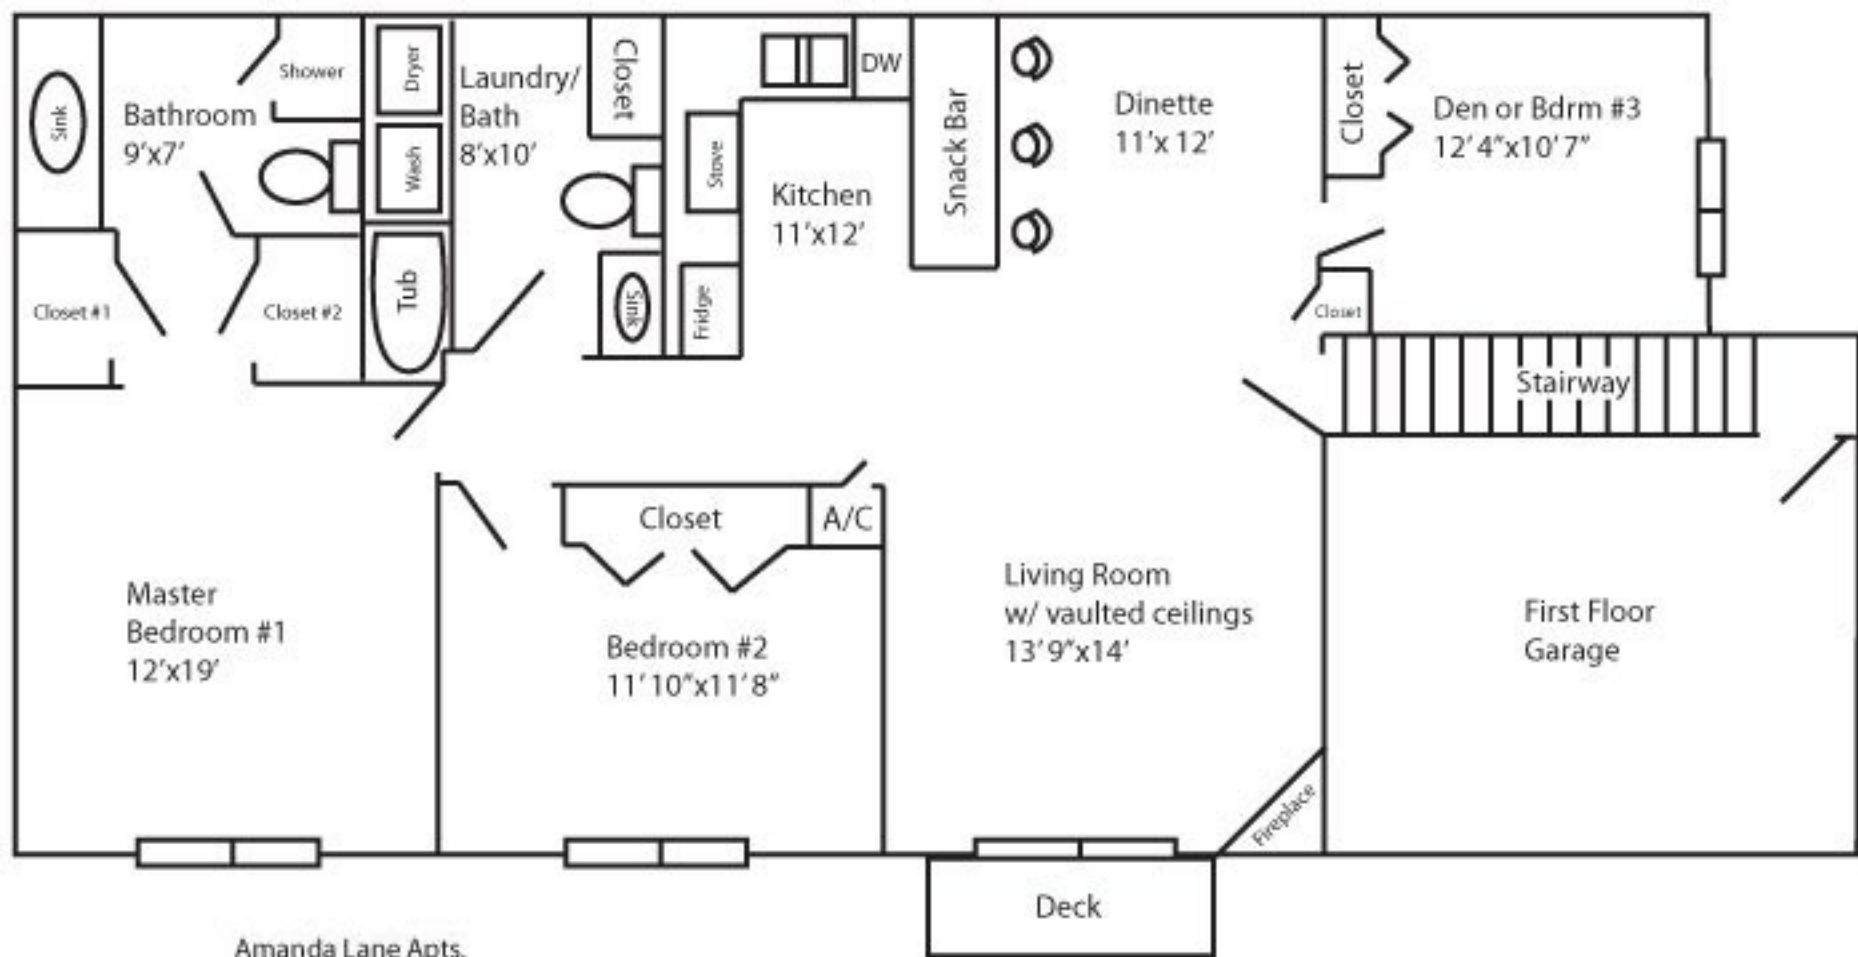 Sink
Bathroom
9'x7'
Shower
Dryer
Wash
Laundry/
Bath
8'x10'
Closet
Stove
DW
Kitchen
11'x12'
Snack Bar
Dinette
11'x 12'
Closet
Den or Bdrm #3
12'4"x10'7"
Closet #1
Closet #2
Tub
Sink
Fridge
Closet
Stairway
Closet
A/C
Master
Bedroom #1
12'x19'
Bedroom #2
11'10"x11'8"
Living Room
w/ vaulted ceilings
13'9"x14'
First Floor
Garage
Fireplace
Deck
Amanda Lane Apts.